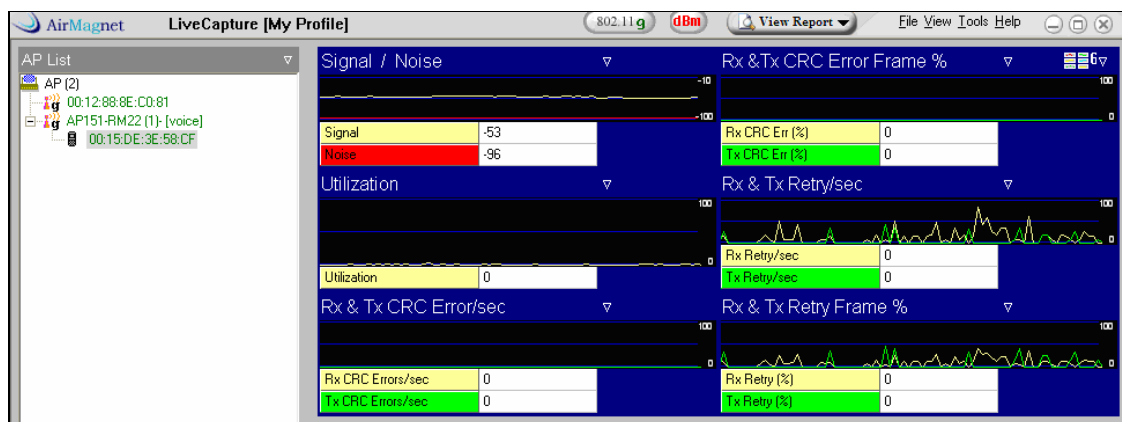 AirMagnet LiveCapture [My Profile] 802.11g dBm View Report File View Tools Help
AP List
AP (2)
00:12:88:8E:C0:81
AP151-RM22 (1)- [voice]
00:15:DE:3E:58:CF
Signal / Noise
-10
-100
Signal -53
Noise -96
Utilization
100
0
Utilization 0
Rx & Tx CRC Error/sec
100
0
Rx CRC Errors/sec 0
Tx CRC Errors/sec 0
Rx &Tx CRC Error Frame % 6
100
0
Rx CRC Err (%) 0
Tx CRC Err (%) 0
Rx & Tx Retry/sec
100
0
Rx Retry/sec 0
Tx Retry/sec 0
Rx & Tx Retry Frame %
100
0
Rx Retry (%) 0
Tx Retry (%) 0